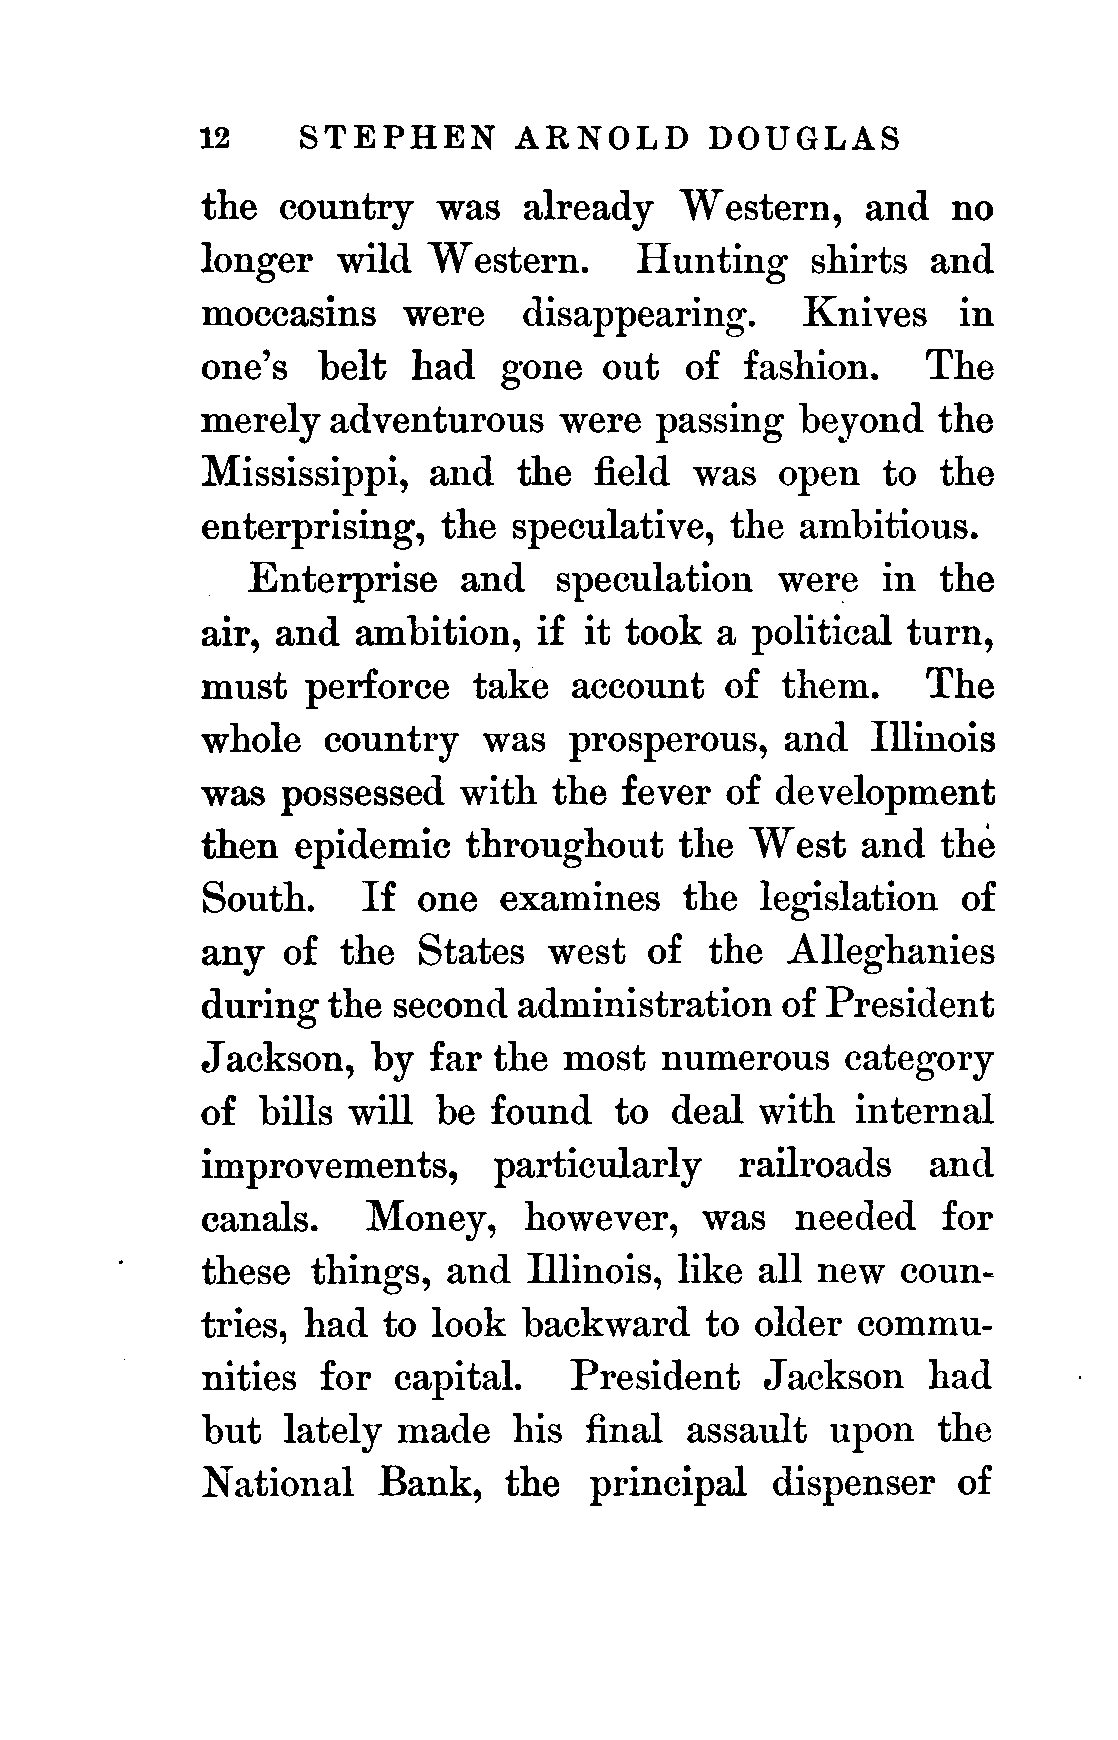 12 STEPHEN ARNOLD DOUGLAS
the country was already Western, and no
longer wild Western. Hunting shirts and
moccasins were disappearing. Knives in
one's belt had gone out of fashion. The
merely adventurous were passing beyond the
Mississippi, and the field was open to the
enterprising, the speculative, the ambitious.
Enterprise and speculation were in the
air, and ambition, if it took a political turn,
must perforce take account of them. The
whole country was prosperous, and Illinois
was possessed with the fever of development
then epidemic throughout the West and the
South. If one examines the legislation of
any of the States west of the Alleghanies
during the second administration of President
Jackson, by far the most numerous category
of bills will be found to deal with internal
improvements, particularly railroads and
canals. Money, however, was needed for
these things, and Illinois, like all new coun-
tries, had to look backward to older commu-
nities for capital. President Jackson had
but lately made his final assault upon the
National Bank, the principal dispenser of